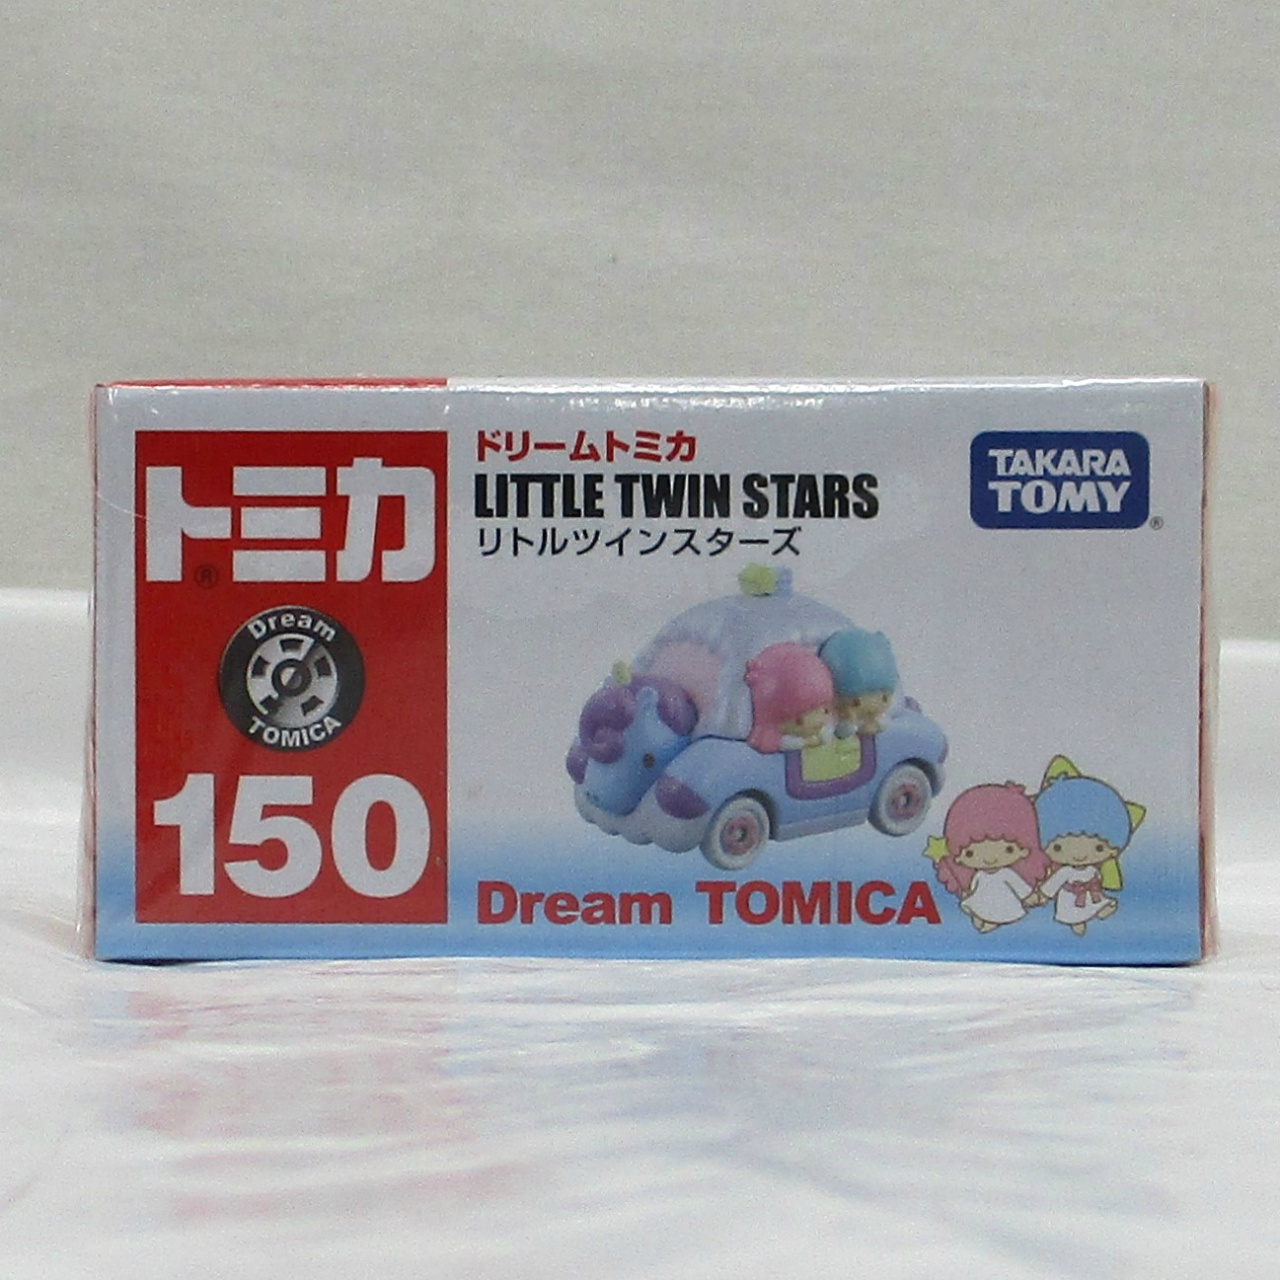 トミカ
®
Dream
TOMICA
150
ドリームトミカ
LITTLE TWIN STARS
リトルツインスターズ
Dream TOMICA
TAKARA
TOMY
®